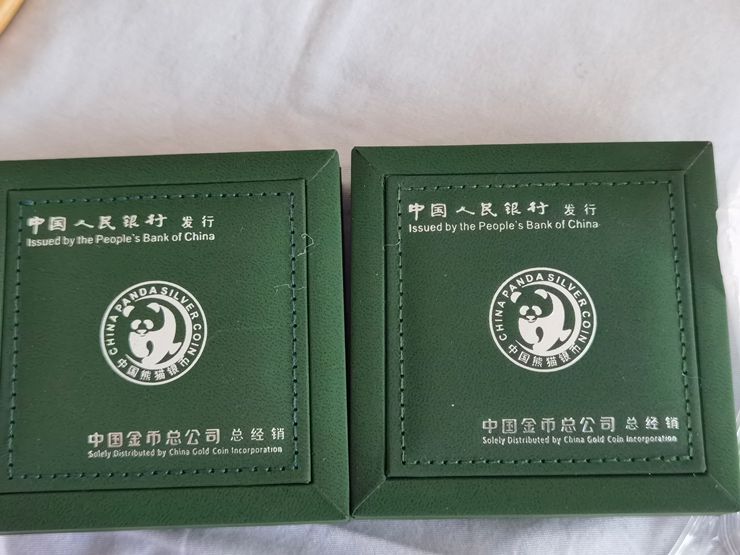 中国人民银行 发行
Issued by the People's Bank of China
CHINA PANDA SILVER COIN
中国熊猫银币
中国金币总公司 总经销
Solely Distributed by China Gold Coin Incorporation
中国人民银行 发行
Issued by the People's Bank of China
CHINA PANDA SILVER COIN
中国熊猫银币
中国金币总公司 总经销
Solely Distributed by China Gold Coin Incorporation